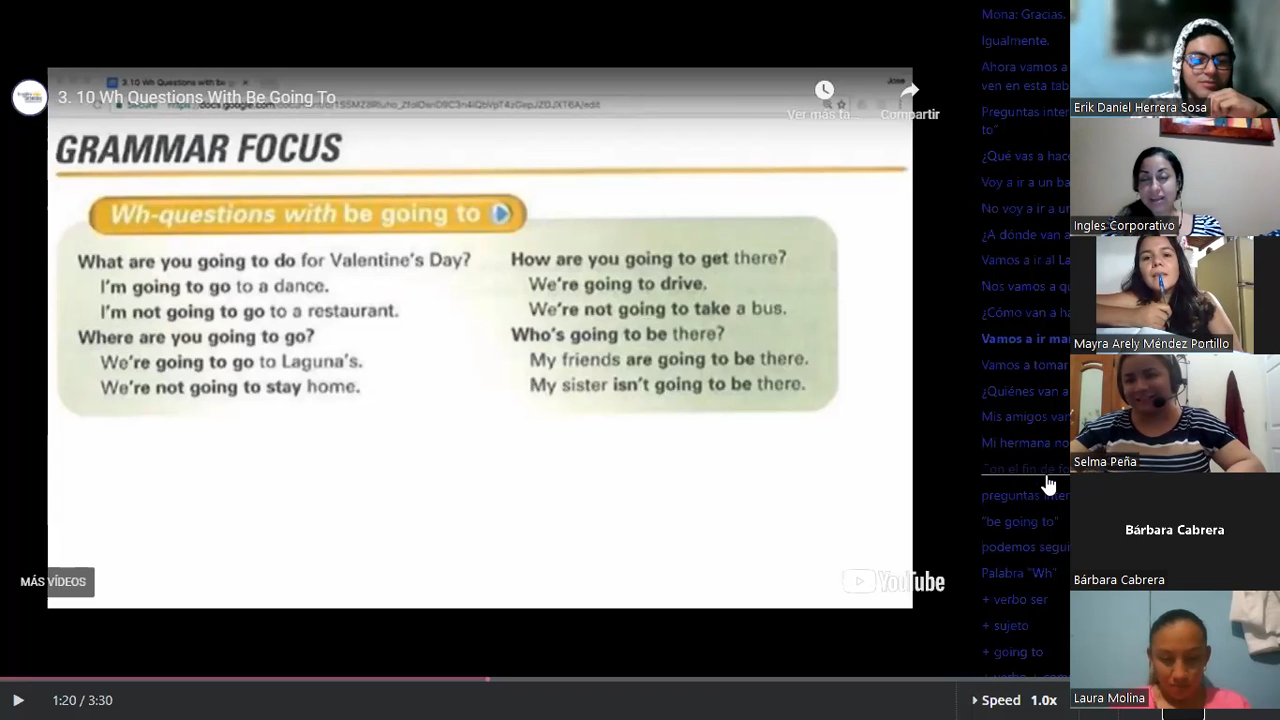 3. 10 Wh Questions With Be Going To
Ver más ta...
Compartir
GRAMMAR FOCUS
Wh-questions with be going to
What are you going to do for Valentine's Day?
I'm going to go to a dance.
I'm not going to go to a restaurant.
Where are you going to go?
We're going to go to Laguna's.
We're not going to stay home.
How are you going to get there?
We're going to drive.
We're not going to take a bus.
Who's going to be there?
My friends are going to be there.
My sister isn't going to be there.
MÁS VÍDEOS
YouTube
1:20 / 3:30
Speed 1.0x
Mona: Gracias.
Igualmente.
Ahora vamos a
ven en esta
Preguntas
to"
¿Qué vas a
Voy a ir a un
No voy a ir a
¿A dónde van a
Vamos a ir al
Nos vamos a
¿Cómo van a
Vamos a ir
Vamos a tomar
¿Quiénes van a
Mis amigos
Mi hermana no
el fin de
preguntas
"be going to"
podemos
Palabra "Wh"
+ verbo ser
+ sujeto
+ going to
Erik Daniel Herrera Sosa
Ingles Corporativo
Mayra Arely Méndez Portillo
Selma Peña
Bárbara Cabrera
Bárbara Cabrera
Laura Molina